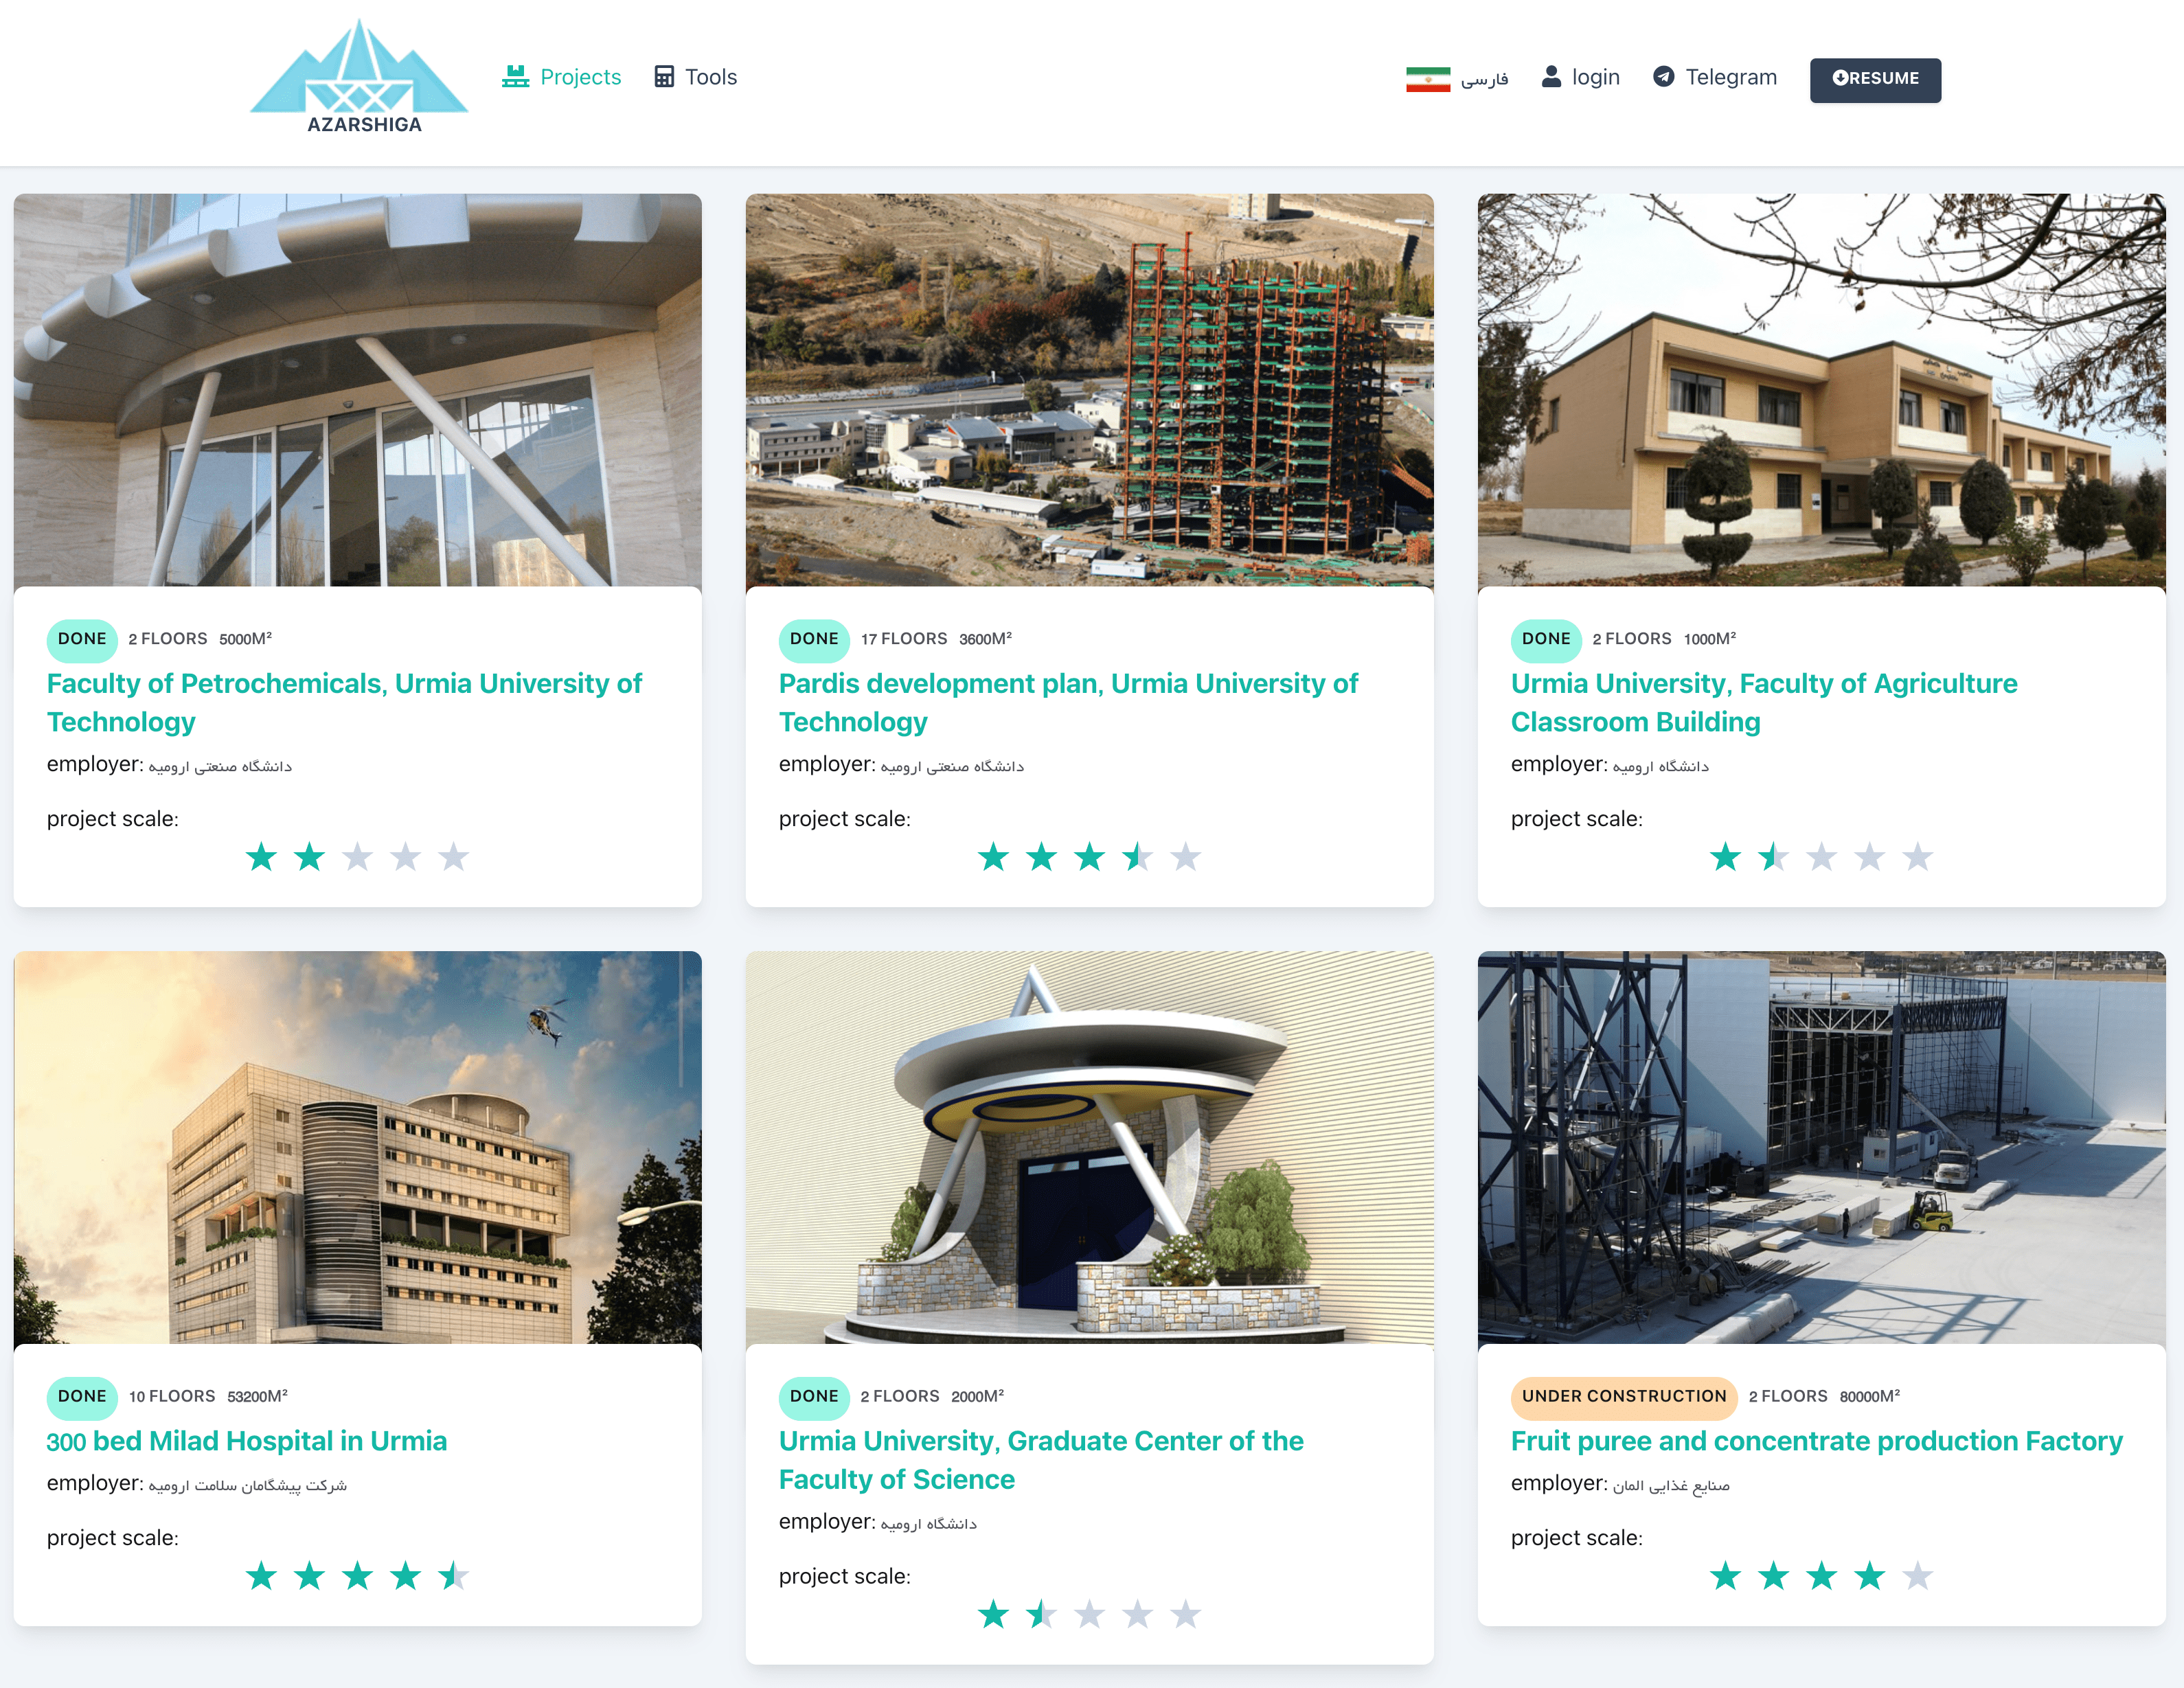 AZARSHIGA
Projects
Tools
فارسی
login
Telegram
RESUME
DONE 2 FLOORS 5000M²
Faculty of Petrochemicals, Urmia University of
Technology
employer: دانشگاه صنعتی ارومیه
project scale:
DONE 17 FLOORS 3600M²
Pardis development plan, Urmia University of
Technology
employer: دانشگاه صنعتی ارومیه
project scale:
DONE 2 FLOORS 1000M²
Urmia University, Faculty of Agriculture
Classroom Building
employer: دانشگاه ارومیه
project scale:
DONE 10 FLOORS 53200M²
300 bed Milad Hospital in Urmia
employer: شرکت پیشگامان سلامت ارومیه
project scale:
DONE 2 FLOORS 2000M²
Urmia University, Graduate Center of the
Faculty of Science
employer: دانشگاه ارومیه
project scale:
UNDER CONSTRUCTION 2 FLOORS 80000M²
Fruit puree and concentrate production Factory
employer: صنایع غذایی المان
project scale: